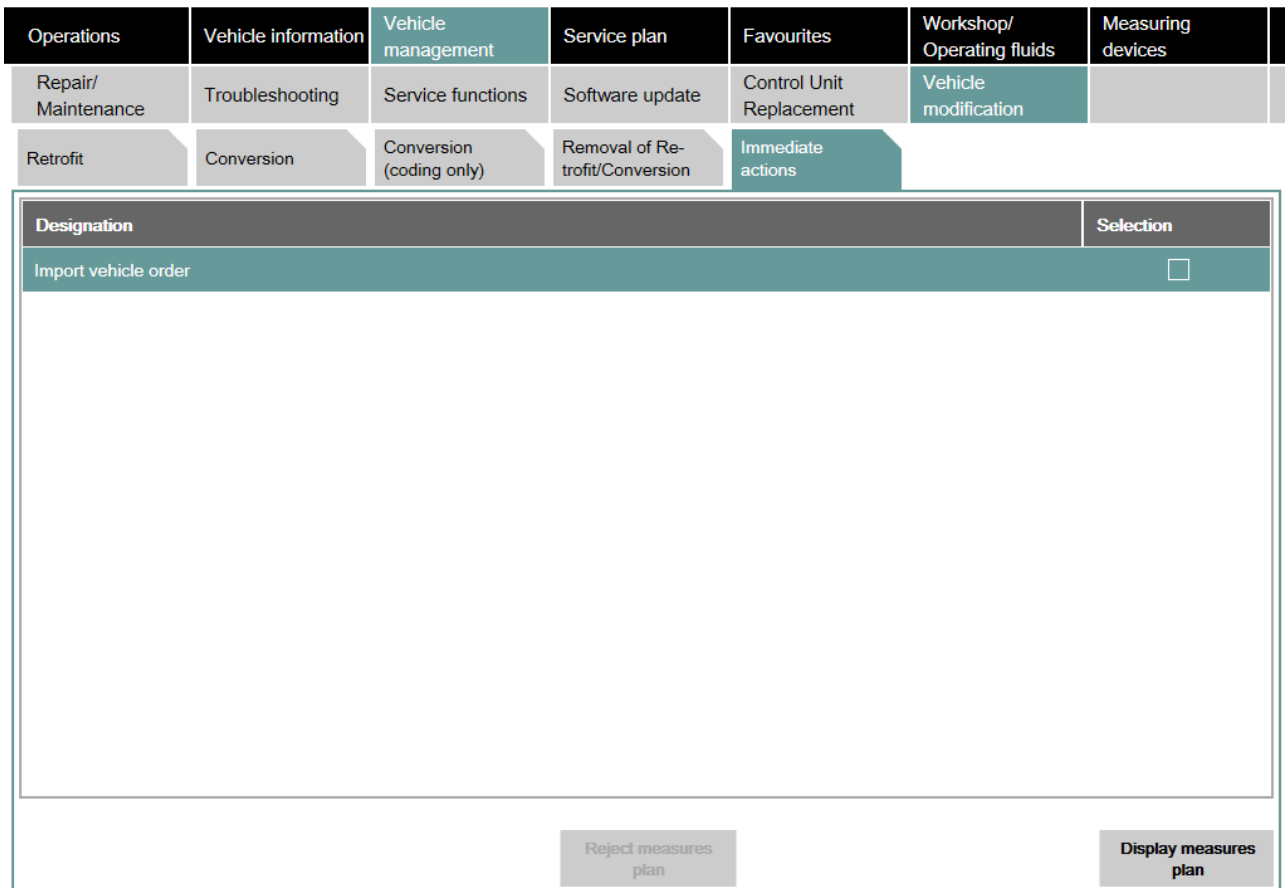 Operations
Vehicle information
Vehicle
management
Service plan
Favourites
Workshop/
Operating fluids
Measuring
devices
Repair/
Maintenance
Troubleshooting
Service functions
Software update
Control Unit
Replacement
Vehicle
modification
Retrofit
Conversion
Conversion
(coding only)
Removal of Re-
trofit/Conversion
Immediate
actions
Designation
Selection
Import vehicle order
Reject measures
plan
Display measures
plan